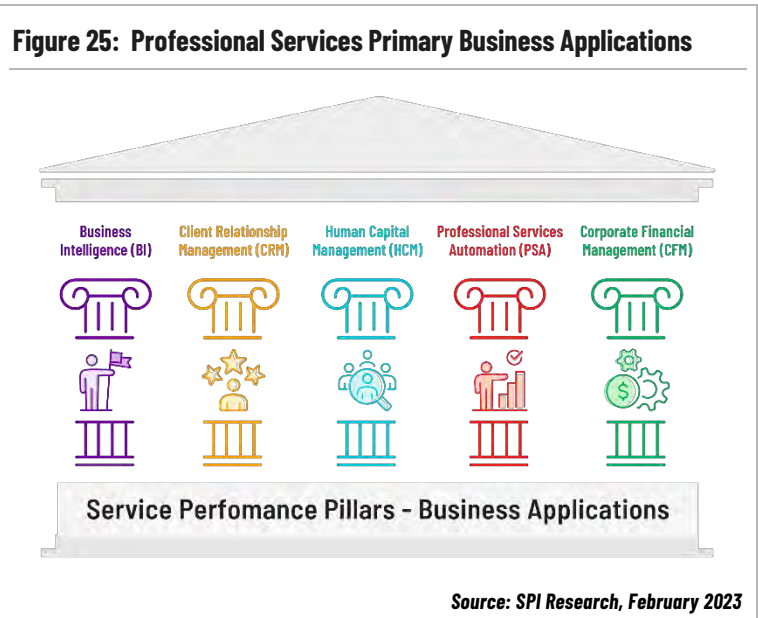 Figure 25: Professional Services Primary Business Applications
Business
Intelligence (BI)
Client Relationship
Management (CRM)
Human Capital
Management (HCM)
Professional Services
Automation (PSA)
Corporate Financial
Management (CFM)
$
Service Perfomance Pillars - Business Applications
Source: SPI Research, February 2023